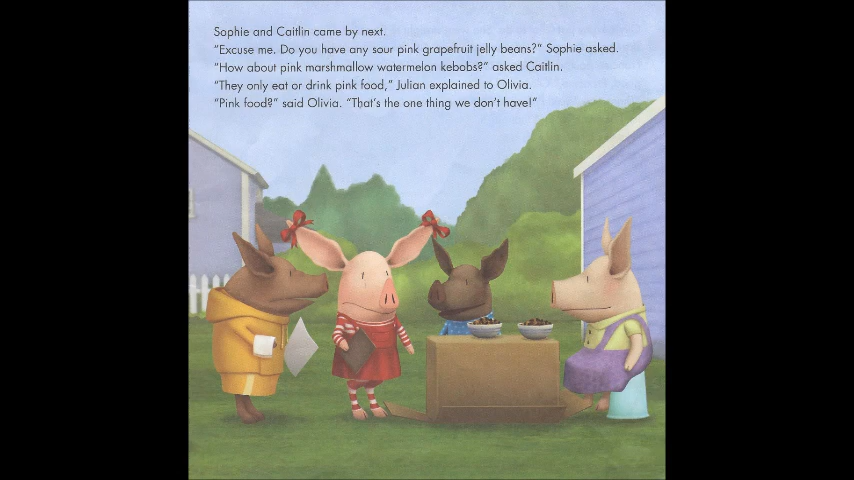 Sophie and Caitlin came by next.
“Excuse me. Do you have any sour pink grapefruit jelly beans?” Sophie asked.
“How about pink marshmallow watermelon kebobs?” asked Caitlin.
“They only eat or drink pink food,” Julian explained to Olivia.
“Pink food?” said Olivia. “That’s the one thing we don’t have!”